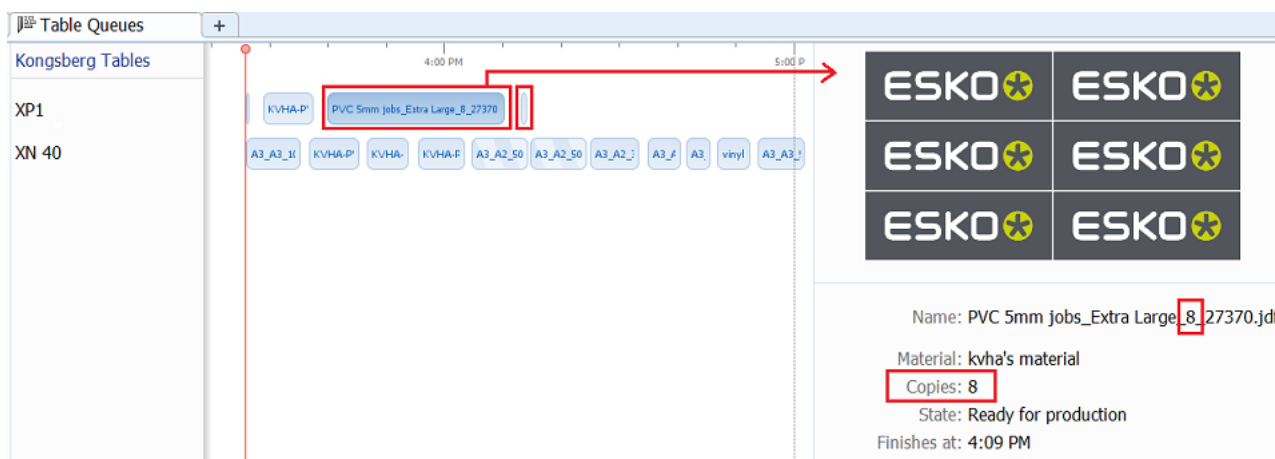 Table Queues
+
Kongsberg Tables
4:00 PM
5:00 P
XP1
KVHA-P'
PVC 5mm jobs_Extra Large_8_27370
XN 40
A3_A3_1(
KVHA-P'
KVHA-
KVHA-F
A3_A2_50
A3_A2_50
A3_A2_:
A3_A
A3_
vinyl
A3_A3_!
ESKO ESKO
ESKO ESKO
ESKO ESKO
Name: PVC 5mm jobs_Extra Large_8_27370.jdf
Material: kvha's material
Copies: 8
State: Ready for production
Finishes at: 4:09 PM